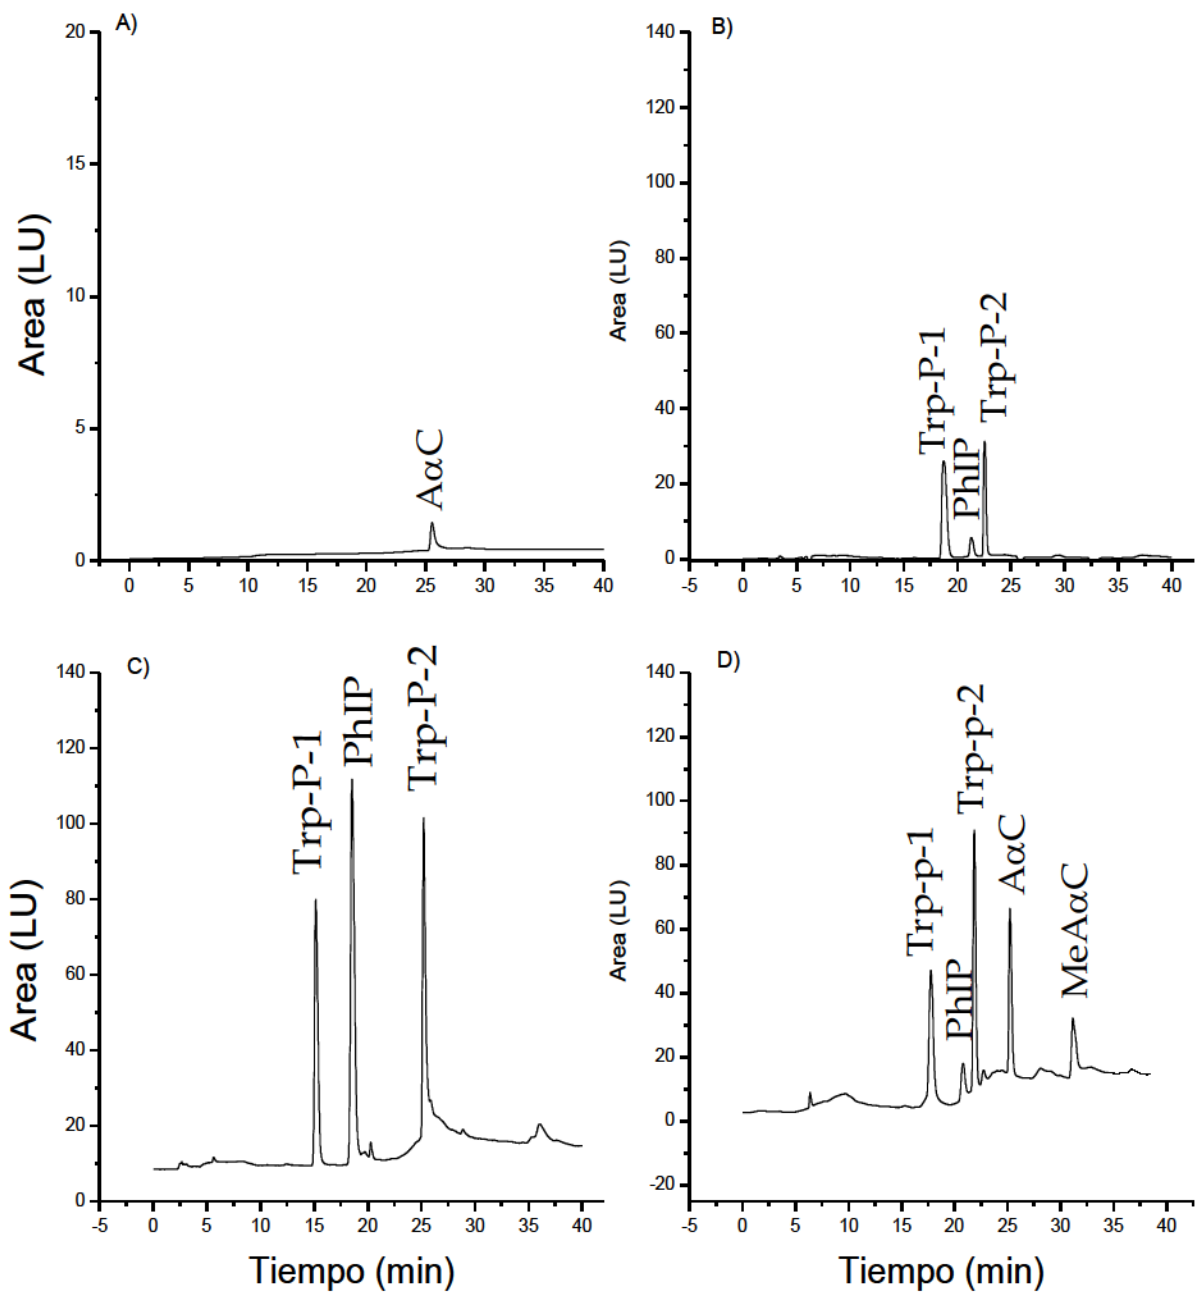 A)
20
15
10
5
0
Area (LU)
AαC
0 5 10 15 20 25 30 35 40
B)
140
120
100
80
60
40
20
0
Area (LU)
Trp-P-1
PhIP
Trp-P-2
-5 0 5 10 15 20 25 30 35 40
C)
140
120
100
80
60
40
20
0
Area (LU)
Trp-P-1
PhIP
Trp-P-2
-5 0 5 10 15 20 25 30 35 40
Tiempo (min)
D)
140
120
100
80
60
40
20
0
-20
Area (LU)
Trp-p-1
PhIP
Trp-p-2
AαC
MeAαC
-5 0 5 10 15 20 25 30 35 40
Tiempo (min)